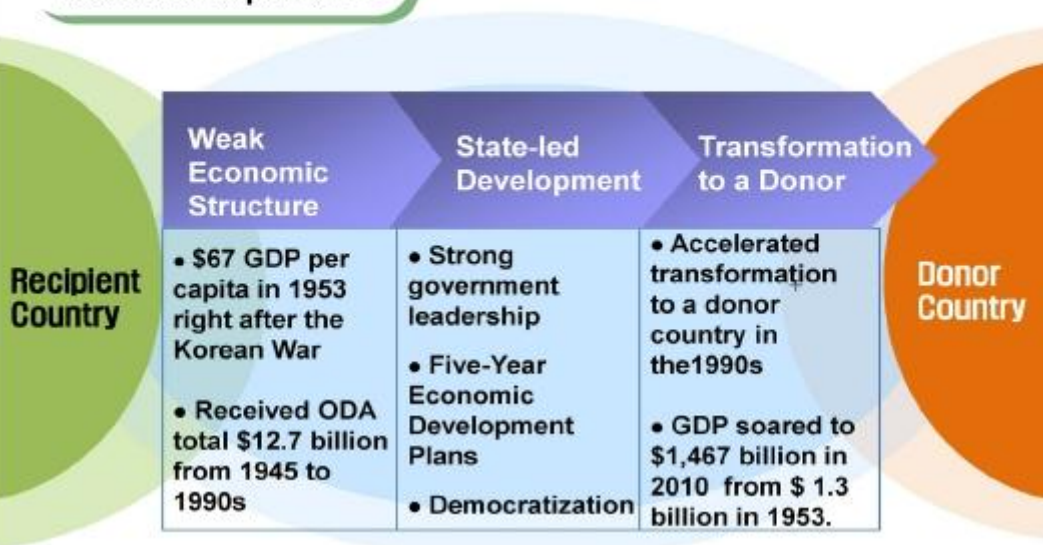 Recipient
Country
Weak
Economic
Structure
• $67 GDP per
capita in 1953
right after the
Korean War
• Received ODA
total $12.7 billion
from 1945 to
1990s
State-led
Development
• Strong
government
leadership
• Five-Year
Economic
Development
Plans
• Democratization
Transformation
to a Donor
• Accelerated
transformation
to a donor
country in
the1990s
• GDP soared to
$1,467 billion in
2010 from $ 1.3
billion in 1953.
Donor
Country